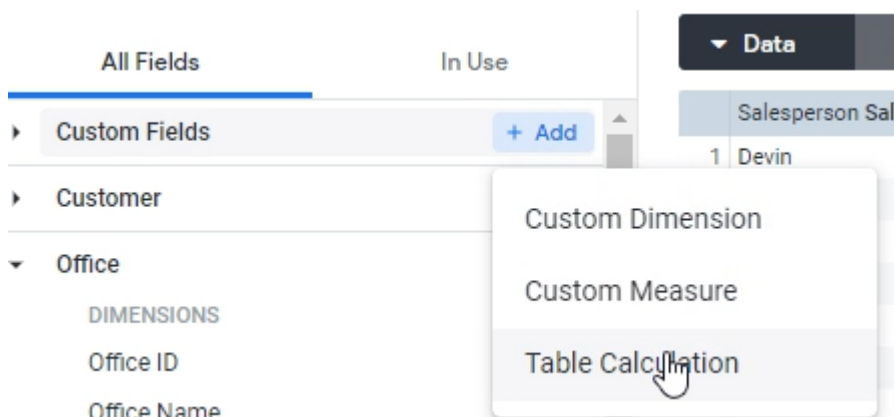 All Fields
In Use
Data
Custom Fields
+ Add
Salesperson Sal
1 Devin
Customer
Custom Dimension
Office
Custom Measure
DIMENSIONS
Office ID
Table Calculation
Office Name